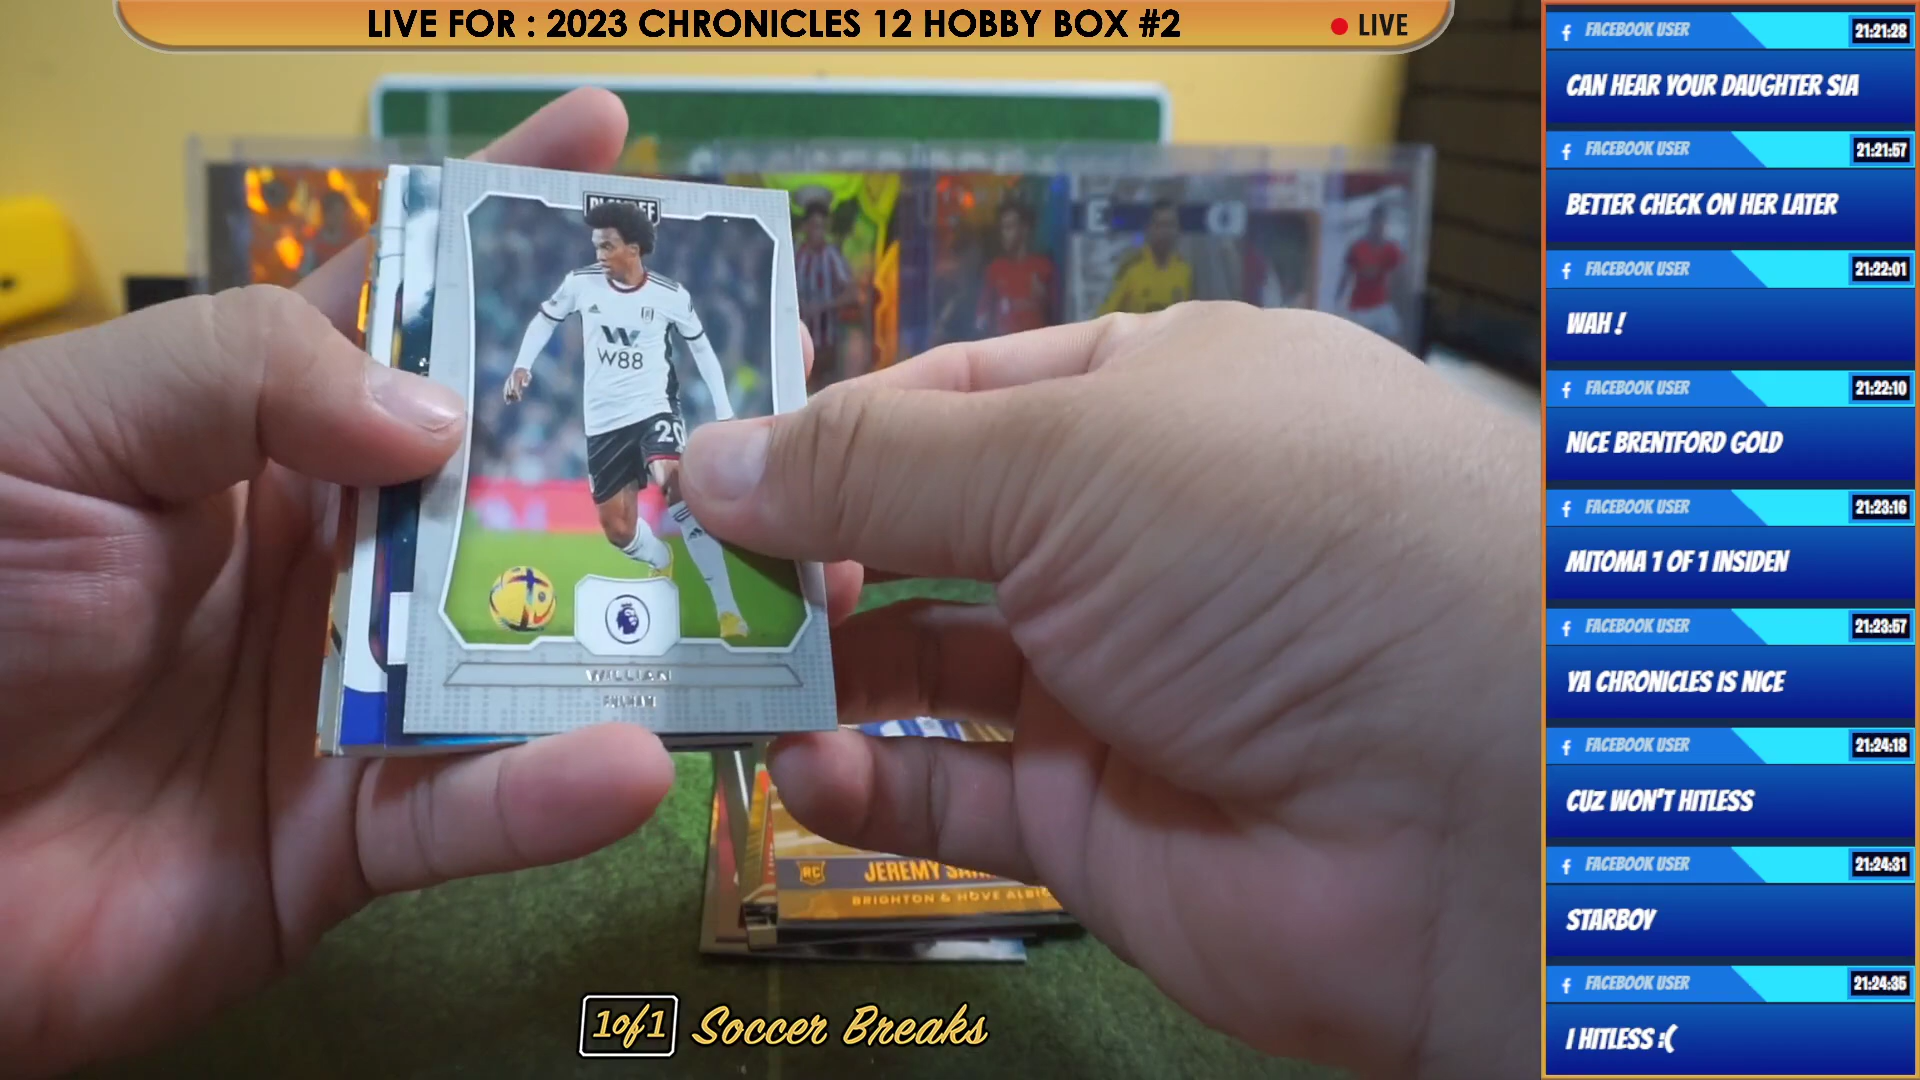 LIVE FOR : 2023 CHRONICLES 12 HOBBY BOX #2
LIVE
FACEBOOK USER
21:21:28
CAN HEAR YOUR DAUGHTER SIA
FACEBOOK USER
21:21:57
BETTER CHECK ON HER LATER
FACEBOOK USER
21:22:01
WAH !
FACEBOOK USER
21:22:10
NICE BRENTFORD GOLD
FACEBOOK USER
21:23:16
MITOMA 1 OF 1 INSIDEN
FACEBOOK USER
21:23:57
YA CHRONICLES IS NICE
FACEBOOK USER
21:24:18
CUZ WON'T HITLESS
FACEBOOK USER
21:24:31
STARBOY
FACEBOOK USER
21:24:35
I HITLESS :(
W
W88
20
WILLIAN
FULHAM
RC
JEREMY
BRIGHTON & HOVE
1of1 Soccer Breaks